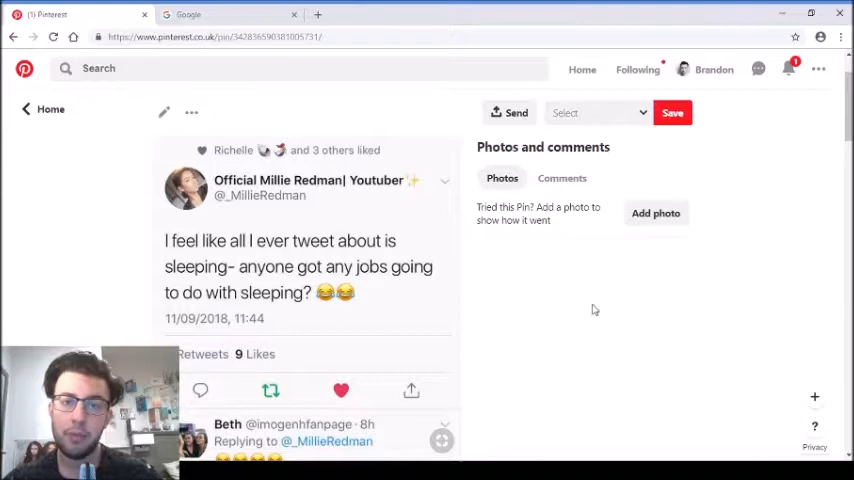 Pinterest
Google
https://www.pinterest.co.uk/pin/342836590381005731/
Search
Home
Following
Brandon
1
Home
Send
Select
Save
Richelle and 3 others liked
Official Millie Redman| Youtuber✨
@_MillieRedman
I feel like all I ever tweet about is
sleeping- anyone got any jobs going
to do with sleeping? 😂😂
11/09/2018, 11:44
Retweets 9 Likes
Beth @imogenhfanpage · 8h
Replying to @_MillieRedman
😂😂😂😂
Photos and comments
Photos
Comments
Tried this Pin? Add a photo to
show how it went
Add photo
+
?
Privacy